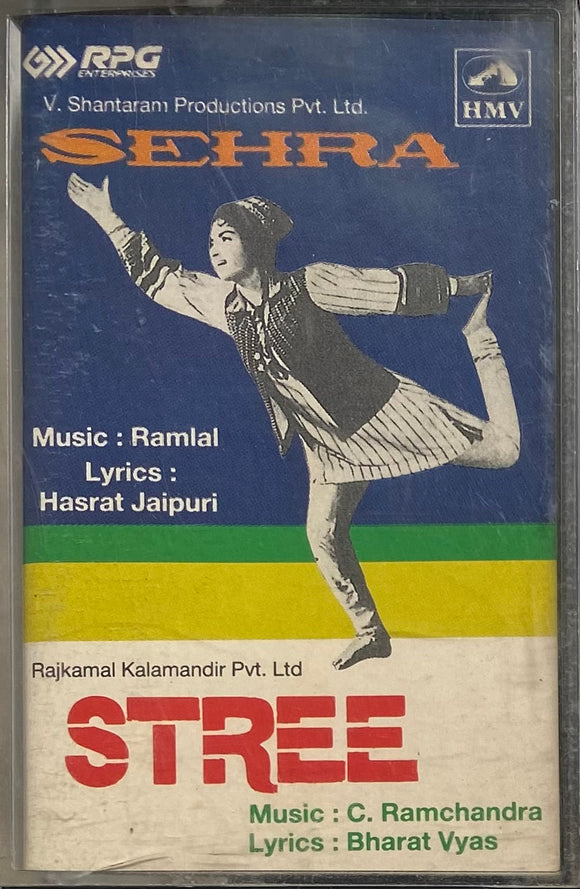 RPG
ENTERPRISES
HMV
V. Shantaram Productions Pvt. Ltd.
SEHRA
Music : Ramlal
Lyrics :
Hasrat Jaipuri
Rajkamal Kalamandir Pvt. Ltd
STREE
Music : C. Ramchandra
Lyrics : Bharat Vyas